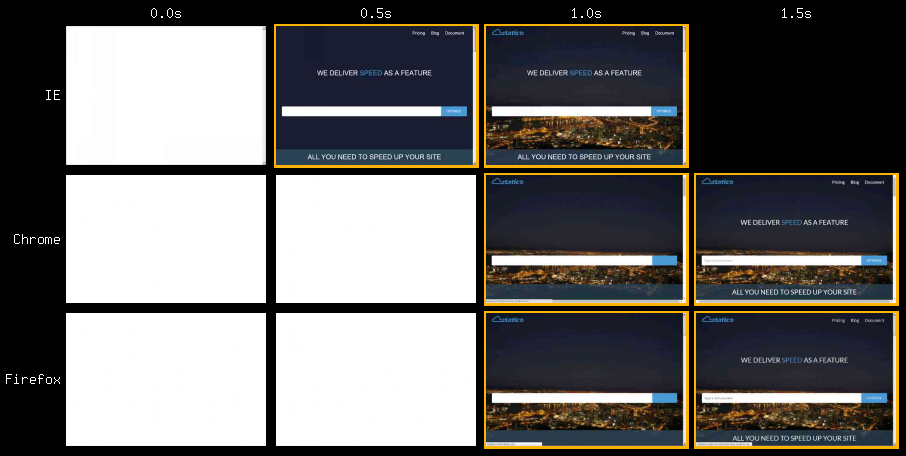 0.0s 0.5s 1.0s 1.5s
IE
Pricing Blog Document
WE DELIVER SPEED AS A FEATURE
OPTIMIZE
ALL YOU NEED TO SPEED UP YOUR SITE
statico
Pricing Blog Document
WE DELIVER SPEED AS A FEATURE
OPTIMIZE
ALL YOU NEED TO SPEED UP YOUR SITE
Chrome
statico
statico
Pricing Blog Document
WE DELIVER SPEED AS A FEATURE
OPTIMIZE
ALL YOU NEED TO SPEED UP YOUR SITE
Firefox
statico
statico
Pricing Blog Document
WE DELIVER SPEED AS A FEATURE
OPTIMIZE
ALL YOU NEED TO SPEED UP YOUR SITE